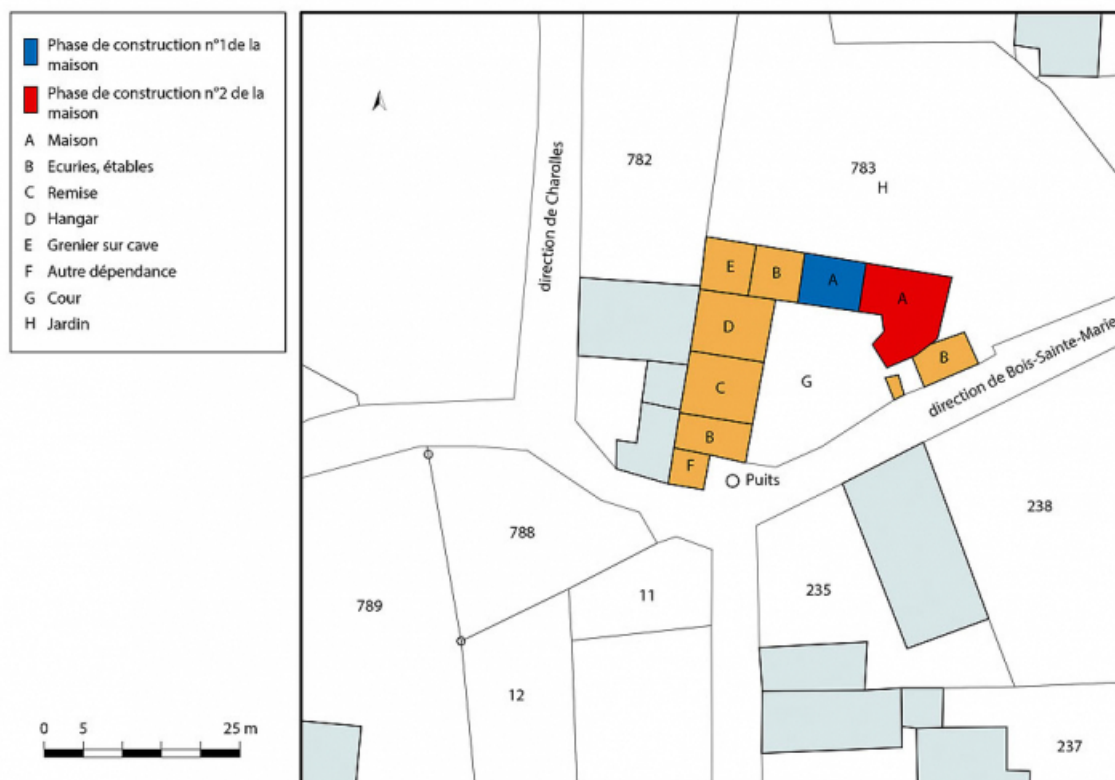 Phase de construction n°1de la
maison
Phase de construction n°2 de la
maison
A Maison
B Ecuries, étables
C Remise
D Hangar
E Grenier sur cave
F Autre dépendance
G Cour
H Jardin
0 5 25 m
direction de Charolles
782
783
H
E
B
A
A
D
B
C
G
direction de Bois-Sainte-Marie
B
F
Puits
788
789
11
12
238
235
237